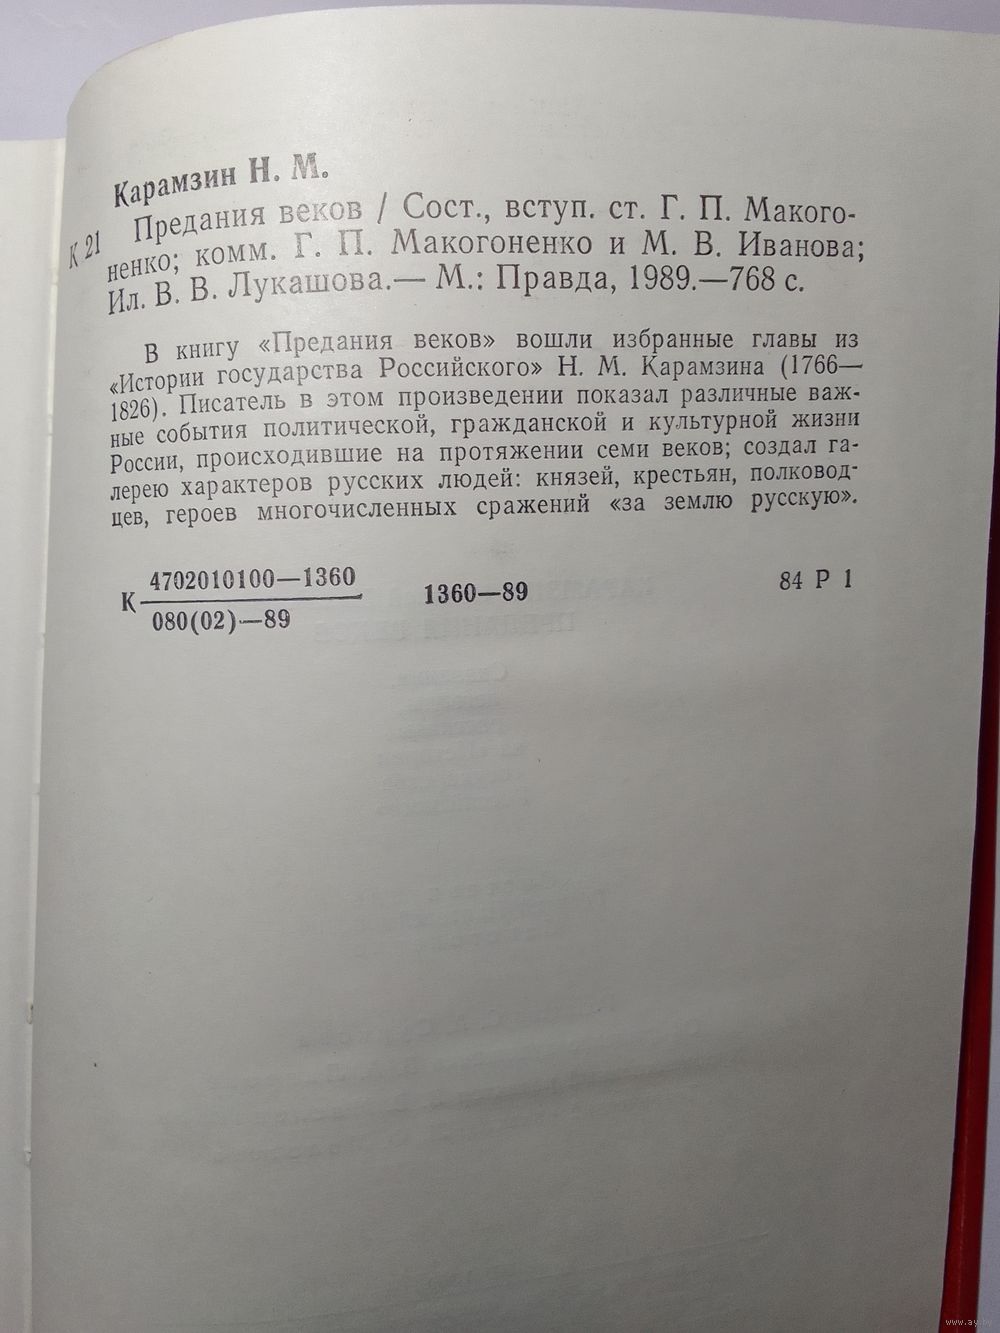 Карамзин Н. М.
К 21 Предания веков / Сост., вступ. ст. Г. П. Макого-
ненко; комм. Г. П. Макогоненко и М. В. Иванова;
Ил. В. В. Лукашова.— М.: Правда, 1989.—768 с.
В книгу «Предания веков» вошли избранные главы из
«Истории государства Российского» Н. М. Карамзина (1766—
1826). Писатель в этом произведении показал различные важ-
ные события политической, гражданской и культурной жизни
России, происходившие на протяжении семи веков; создал га-
лерею характеров русских людей: князей, крестьян, полковод-
цев, героев многочисленных сражений «за землю русскую».
К 4702010100—1360
080(02)—89
1360—89
84 Р 1
www.ay.by